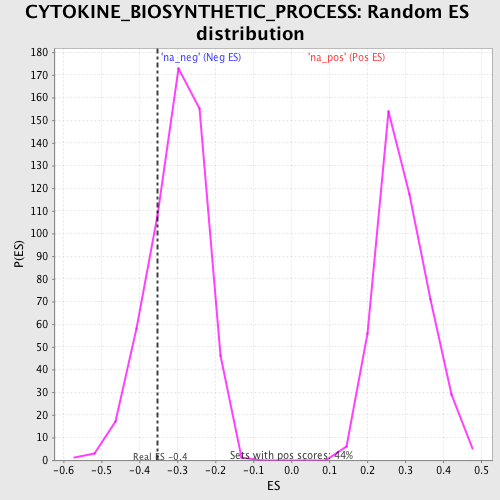 CYTOKINE_BIOSYNTHETIC_PROCESS: Random ES
distribution
'na_neg' (Neg ES)
'na_pos' (Pos ES)
180
170
160
150
140
130
120
110
100
90
80
70
60
50
40
30
20
10
0
P(ES)
Real ES -0.4
Sets with pos scores: 44%
-0.6 -0.5 -0.4 -0.3 -0.2 -0.1 0.0 0.1 0.2 0.3 0.4 0.5
ES